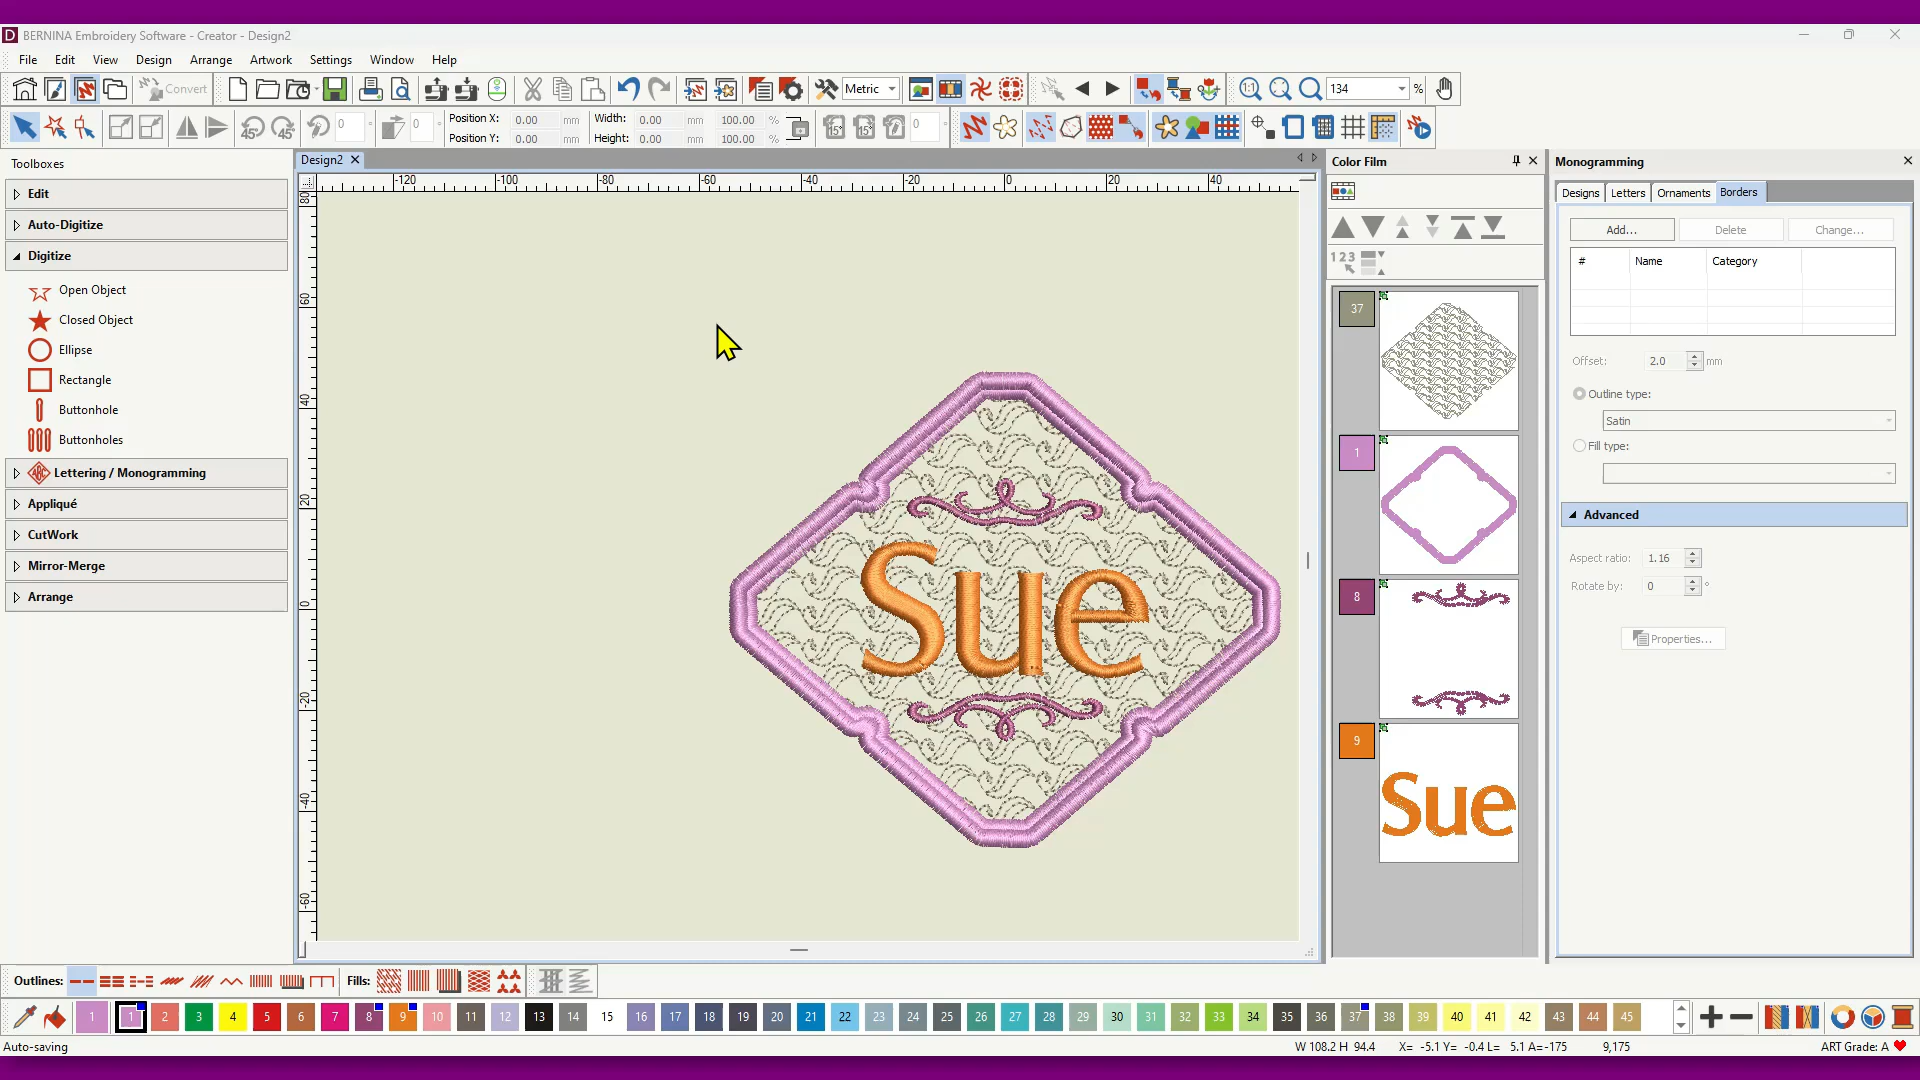 BERNINA Embroidery Software - Creator - Design2
File Edit View Design Arrange Artwork Settings Windows Help
Convert Metric 134 %
0 0 Position X: 0.00 mm Width: 0.00 mm 100.00 % 0
Position Y: 0.00 mm Height: 0.00 mm 100.00 %
Toolboxes
Edit
Auto-Digitize
Digitize
Open Object
Closed Object
Ellipse
Rectangle
Buttonhole
Buttonholes
Lettering / Monogramming
Appliqué
CutWork
Mirror-Merge
Arrange
Design2
-120 -100 -80 -60 -40 -20 0 20 40
80
60
40
20
0
-20
-40
-60
Sue
Color Film
1 2 3
37
1
8
9
Sue
Monogramming
Designs Letters Ornaments Borders
Add... Delete Change...
# Name Category
Offset: 2.0 mm
Outline type:
Satin
Fill type:
Advanced
Aspect ratio: 1.16
Rotate by: 0 °
Properties...
Outlines: Fills:
1 1 2 3 4 5 6 7 8 9 10 11 12 13 14 15 16 17 18 19 20 21 22 23 24 25 26 27 28 29 30 31 32 33 34 35 36 37 38 39 40 41 42 43 44 45
Auto-saving W 108.2 H 94.4 X= -5.1 Y= -0.4 L= 5.1 A=-175 9,175 ART Grade: A